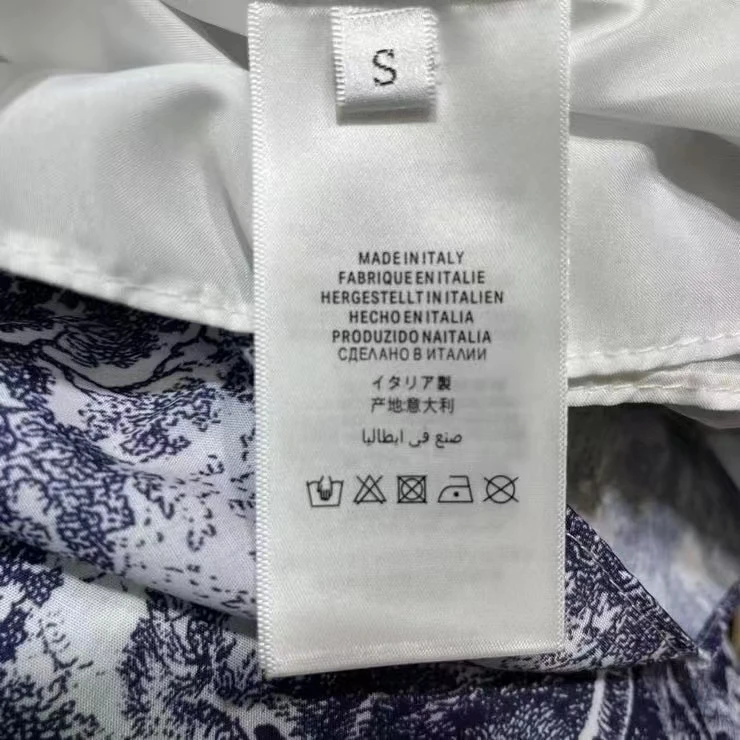 S
MADE IN ITALY
FABRIQUE EN ITALIE
HERGESTELLT IN ITALIEN
HECHO EN ITALIA
PRODUZIDO NA ITALIA
СДЕЛАНО В ИТАЛИИ
イタリア製
产地:意大利
صنع في ايطاليا